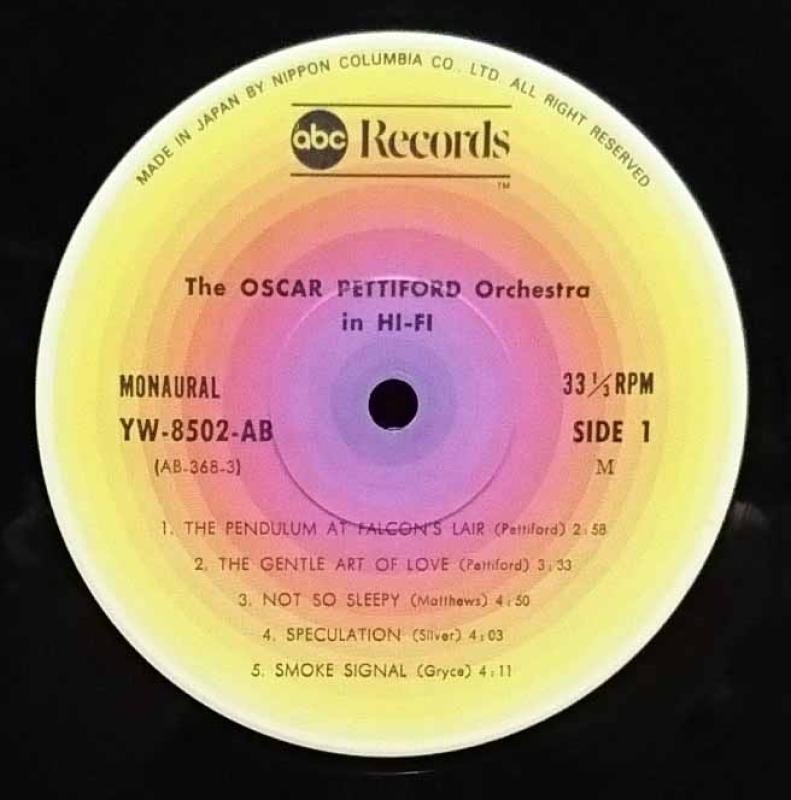 MADE IN JAPAN BY NIPPON COLUMBIA CO., LTD. ALL RIGHT RESERVED
abc Records
TM
The OSCAR PETTIFORD Orchestra
in HI-FI
MONAURAL
33 1/3 RPM
YW-8502-AB
SIDE 1
(AB-368-3)
M
1. THE PENDULUM AT FALCON'S LAIR (Pettiford) 2:58
2. THE GENTLE ART OF LOVE (Pettiford) 3:33
3. NOT SO SLEEPY (Matthews) 4:50
4. SPECULATION (Silver) 4:03
5. SMOKE SIGNAL (Gryce) 4:11